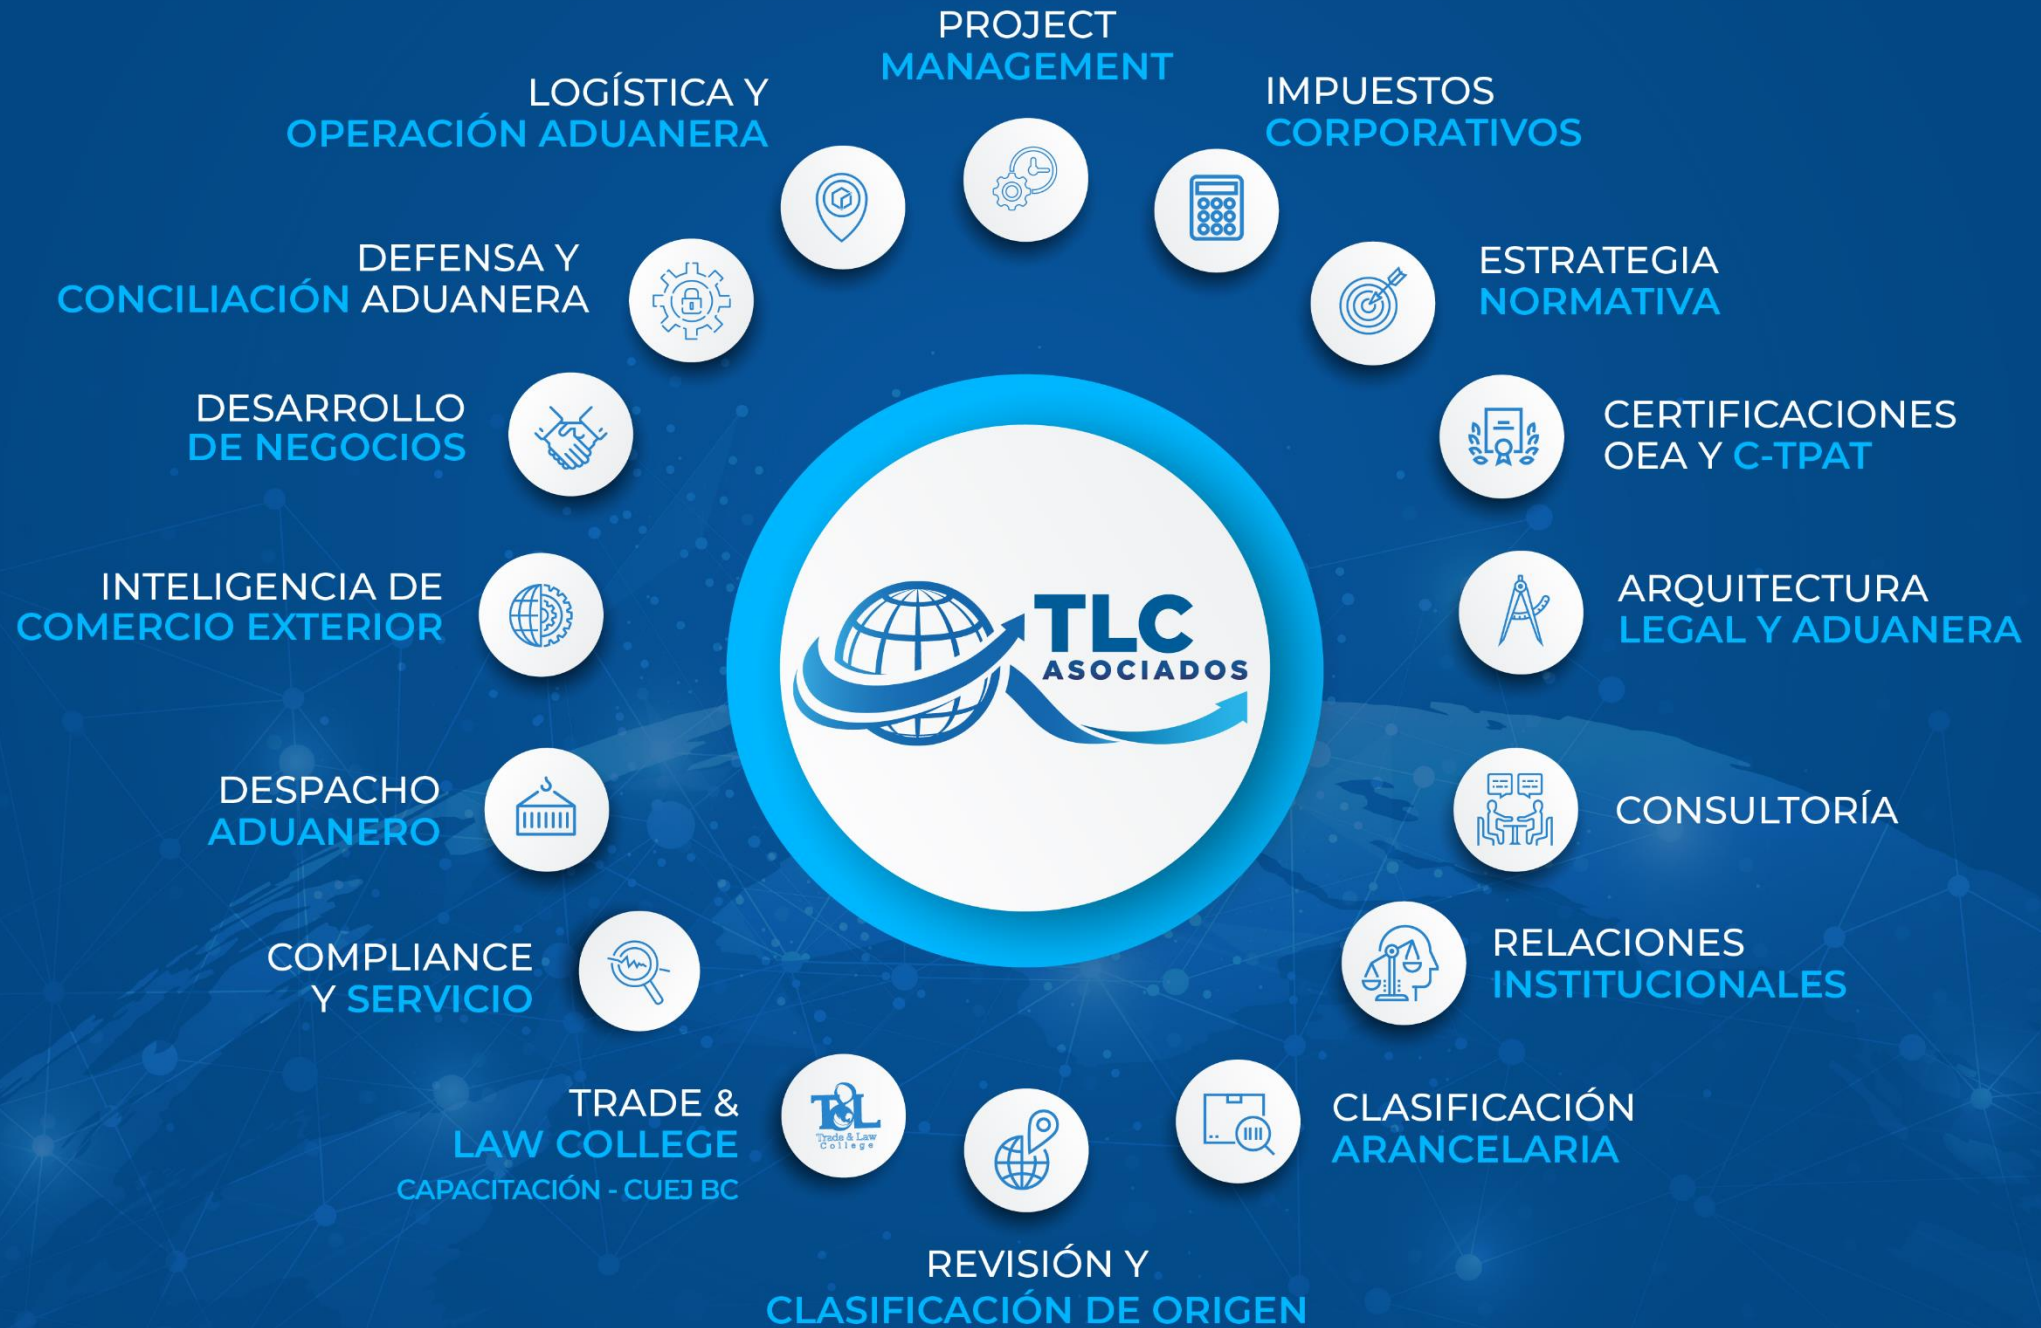 PROJECT
MANAGEMENT
IMPUESTOS
CORPORATIVOS
ESTRATEGIA
NORMATIVA
CERTIFICACIONES
OEA Y C-TPAT
ARQUITECTURA
LEGAL Y ADUANERA
CONSULTORÍA
RELACIONES
INSTITUCIONALES
CLASIFICACIÓN
ARANCELARIA
REVISIÓN Y
CLASIFICACIÓN DE ORIGEN
TRADE &
LAW COLLEGE
CAPACITACIÓN - CUEJ BC
T&L
Trade & Law
College
COMPLIANCE
Y SERVICIO
DESPACHO
ADUANERO
INTELIGENCIA DE
COMERCIO EXTERIOR
DESARROLLO
DE NEGOCIOS
DEFENSA Y
CONCILIACIÓN ADUANERA
LOGÍSTICA Y
OPERACIÓN ADUANERA
TLC
ASOCIADOS